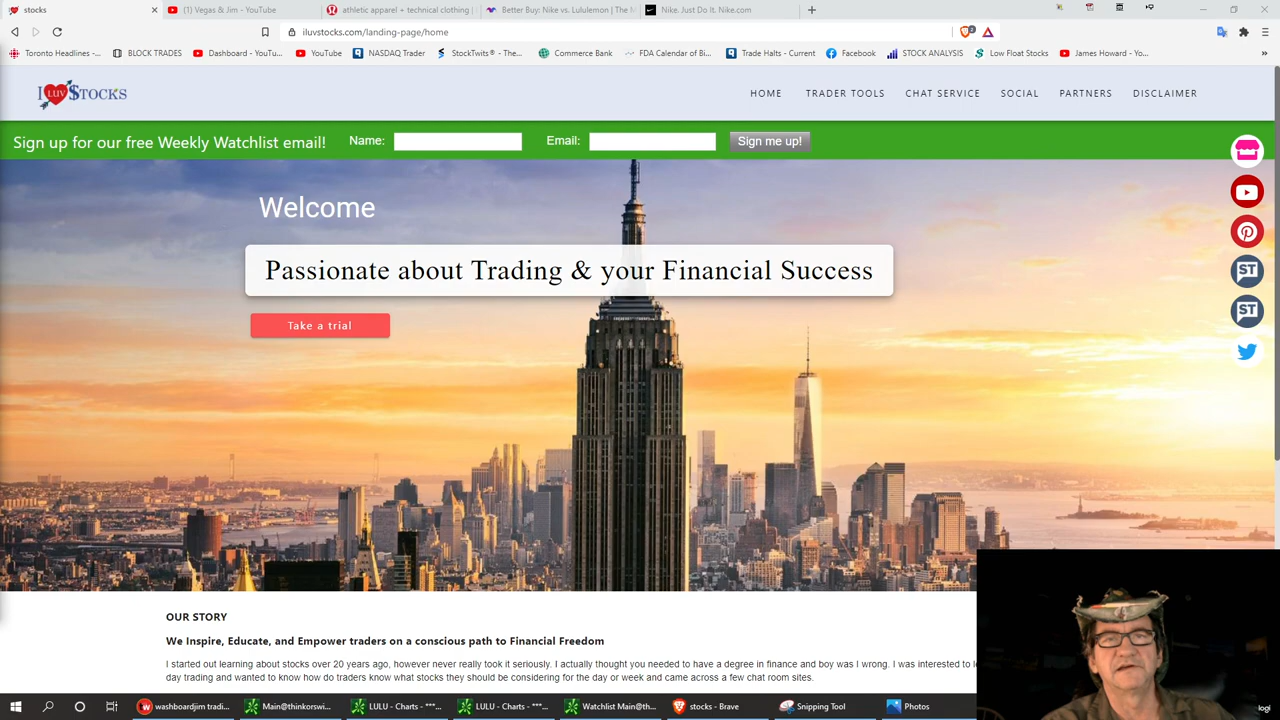 stocks
(1) Vegas & Jim - YouTube
athletic apparel + technical clothing |
Better Buy: Nike vs. Lululemon | The M
Nike. Just Do It. Nike.com
iluvstocks.com/landing-page/home
Toronto Headlines -...
BLOCK TRADES
Dashboard - YouTu...
YouTube
NASDAQ Trader
StockTwits® - The...
Commerce Bank
FDA Calendar of Bi...
Trade Halts - Current
Facebook
STOCK ANALYSIS
Low Float Stocks
James Howard - Yo...
I LUV $TOCKS
HOME
TRADER TOOLS
CHAT SERVICE
SOCIAL
PARTNERS
DISCLAIMER
Sign up for our free Weekly Watchlist email!
Name:
Email:
Sign me up!
Welcome
Passionate about Trading & your Financial Success
Take a trial
ST
ST
OUR STORY
We Inspire, Educate, and Empower traders on a conscious path to Financial Freedom
I started out learning about stocks over 20 years ago, however never really took it seriously. I actually thought you needed to have a degree in finance and boy was I wrong. I was interested to l
day trading and wanted to know how do traders know what stocks they should be considering for the day or week and came across a few chat room sites.
washboardjim tradi...
Main@thinkorswi...
LULU - Charts - ***...
LULU - Charts - ***...
Watchlist Main@th...
stocks - Brave
Snipping Tool
Photos
logi